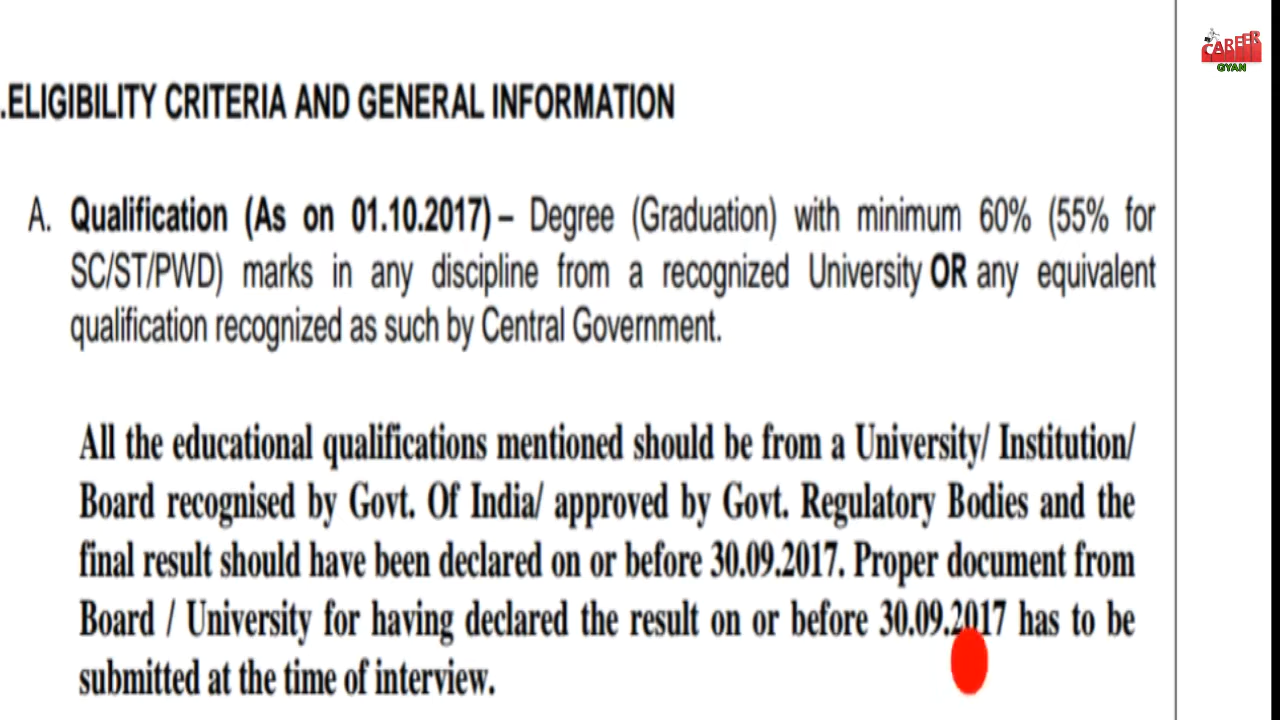 CAREER
GYAN
.ELIGIBILITY CRITERIA AND GENERAL INFORMATION
A. Qualification (As on 01.10.2017) – Degree (Graduation) with minimum 60% (55% for
SC/ST/PWD) marks in any discipline from a recognized University OR any equivalent
qualification recognized as such by Central Government.
All the educational qualifications mentioned should be from a University/ Institution/
Board recognised by Govt. Of India/ approved by Govt. Regulatory Bodies and the
final result should have been declared on or before 30.09.2017. Proper document from
Board / University for having declared the result on or before 30.09.2017 has to be
submitted at the time of interview.